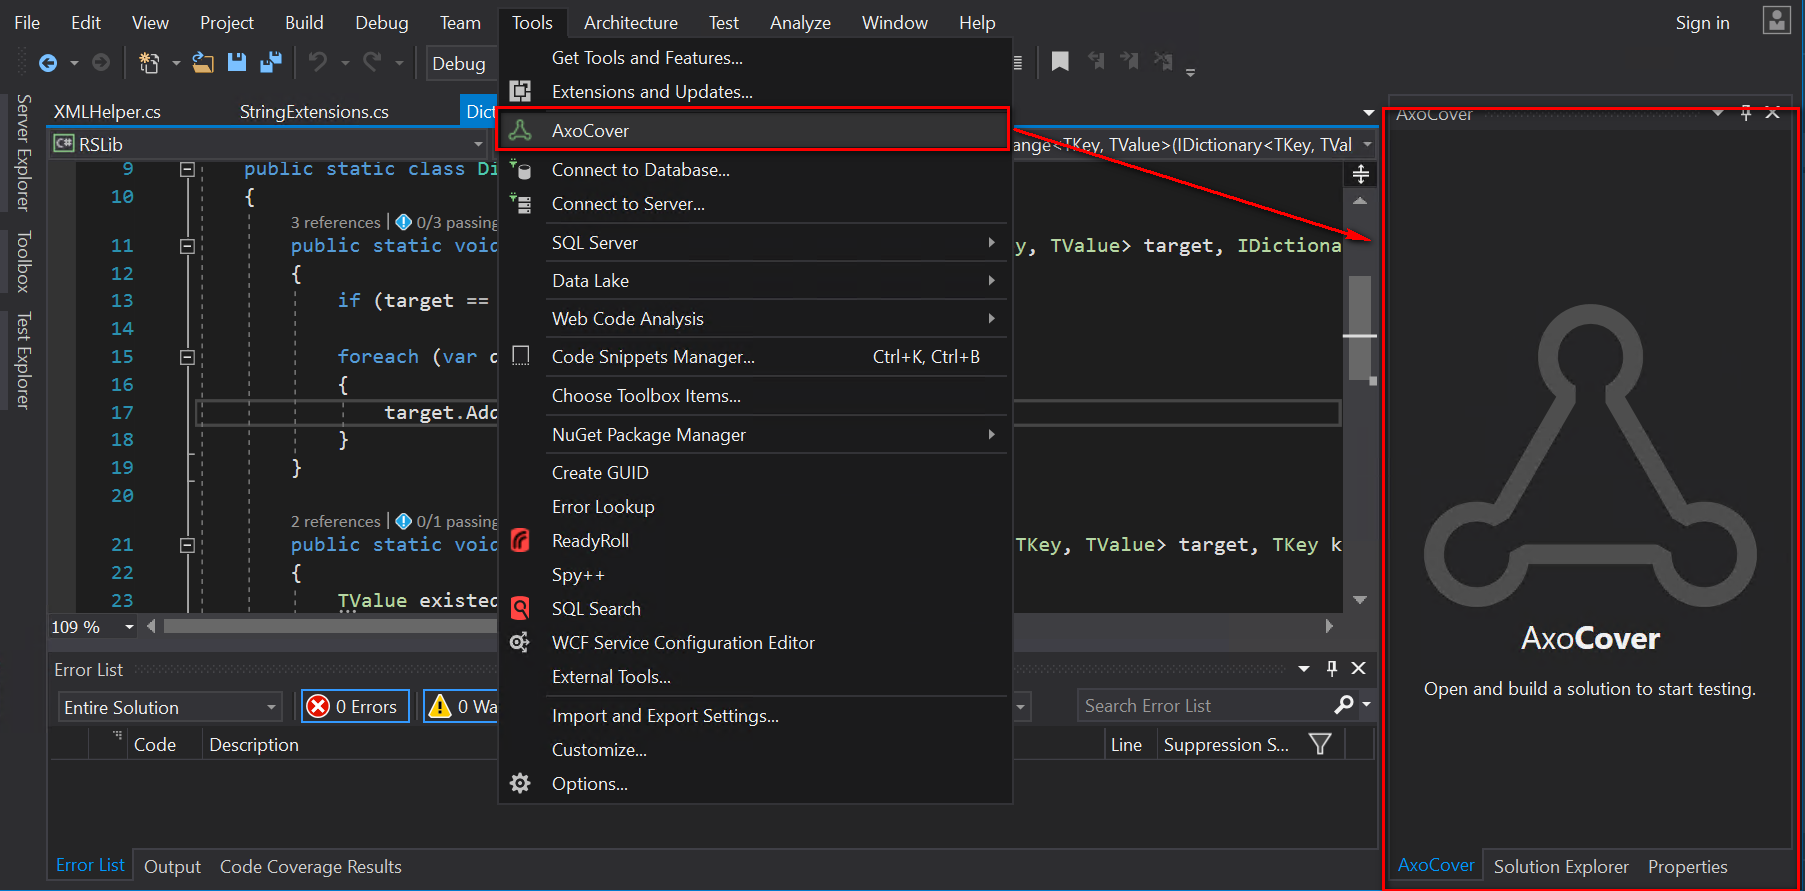 File Edit View Project Build Debug Team Tools Architecture Test Analyze Window Help Sign in
Debug
Get Tools and Features...
Extensions and Updates...
AxoCover
Connect to Database...
Connect to Server...
SQL Server
Data Lake
Web Code Analysis
Code Snippets Manager... Ctrl+K, Ctrl+B
Choose Toolbox Items...
NuGet Package Manager
Create GUID
Error Lookup
ReadyRoll
Spy++
SQL Search
WCF Service Configuration Editor
External Tools...
Import and Export Settings...
Customize...
Options...
Server Explorer
Toolbox
Test Explorer
XMLHelper.cs StringExtensions.cs Dict
C# RSLib ange<TKey, TValue>(IDictionary<TKey, TVal
9 public static class Di
10 {
3 references | 0/3 passing
11 public static void y, TValue> target, IDictiona
12 {
13 if (target ==
14
15 foreach (var
16 {
17 target.Add
18 }
19 }
20
2 references | 0/1 passing
21 public static void TKey, TValue> target, TKey k
22 {
23 TValue existed
109 %
Error List
Entire Solution 0 Errors 0 Wa Search Error List
Code Description Line Suppression S...
Error List Output Code Coverage Results
AxoCover
AxoCover
Open and build a solution to start testing.
AxoCover Solution Explorer Properties